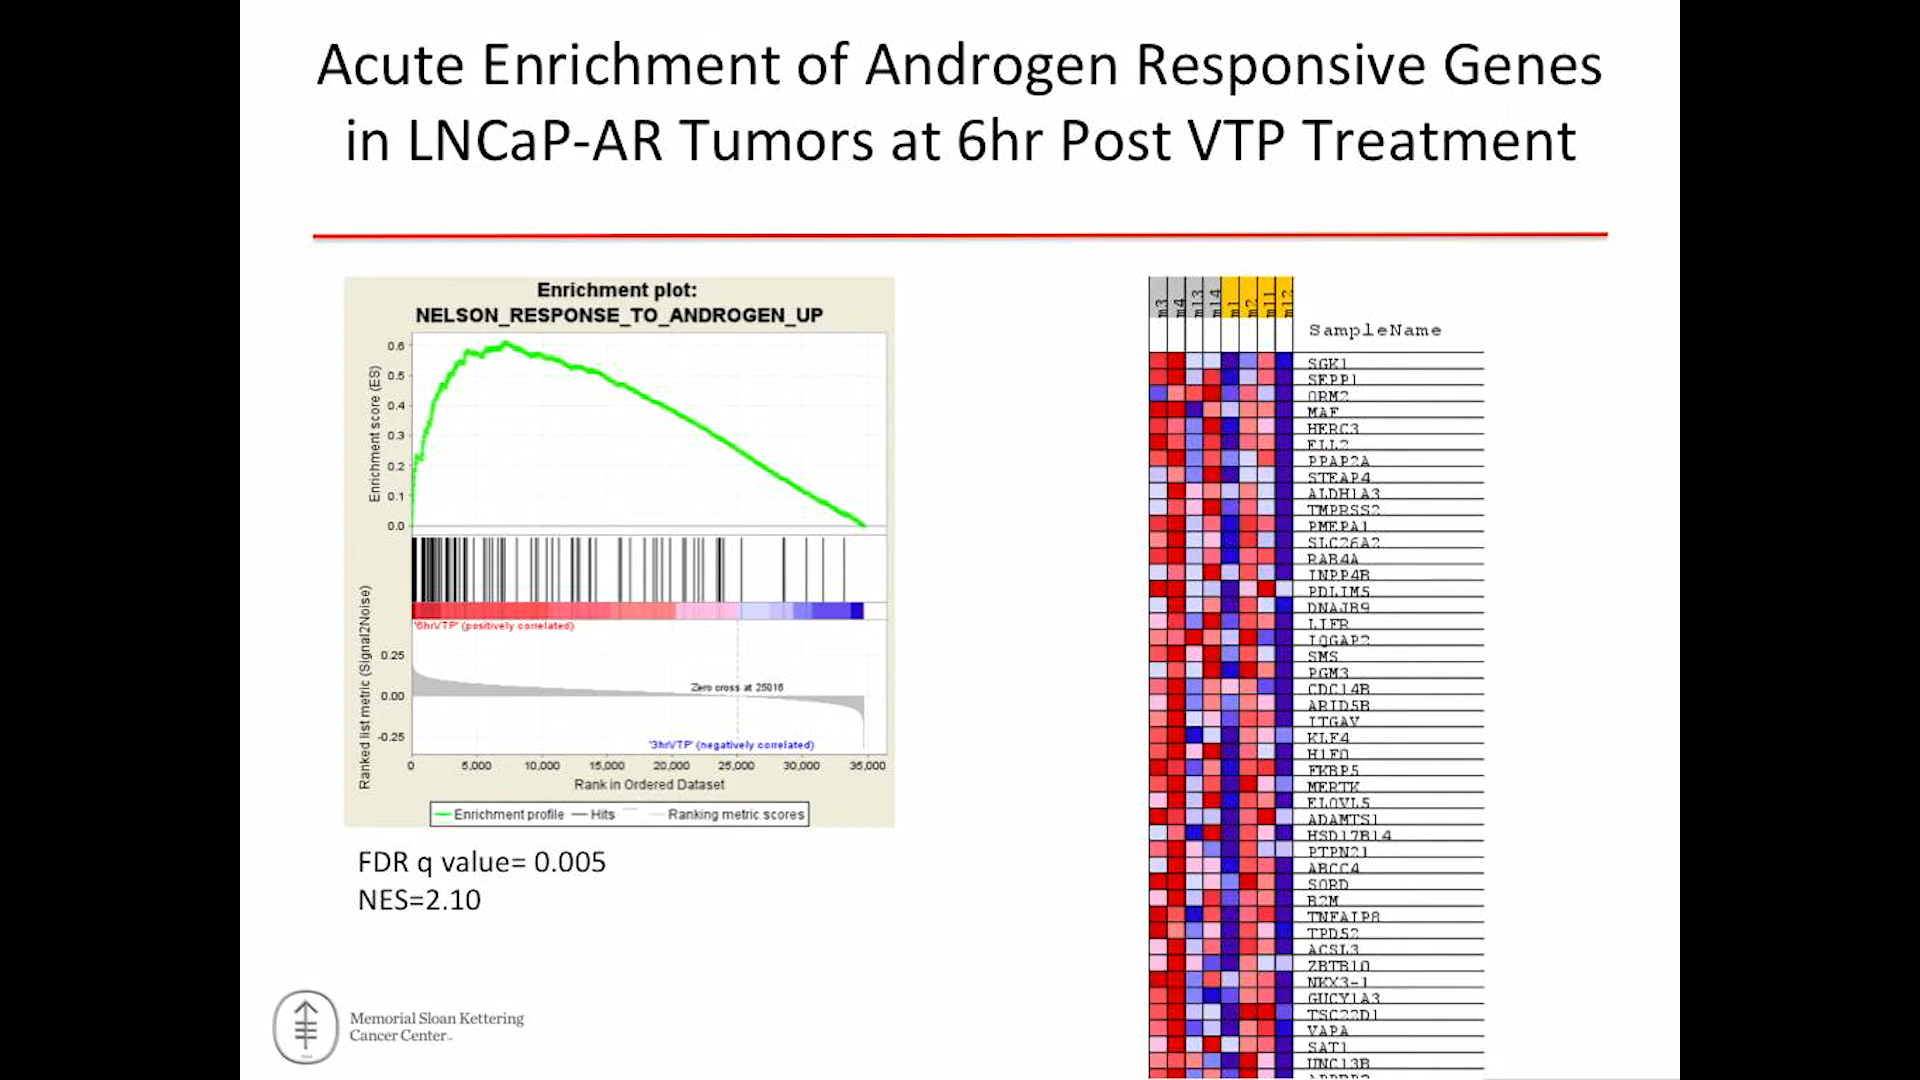 Acute Enrichment of Androgen Responsive Genes
in LNCaP-AR Tumors at 6hr Post VTP Treatment
Enrichment plot:
NELSON_RESPONSE_TO_ANDROGEN_UP
Enrichment score (ES)
0.6
0.5
0.4
0.3
0.2
0.1
0.0
'6hrVTP' (positively correlated)
Ranked list metric (Signal2Noise)
0.25
0.00
-0.25
Zero cross at 25016
'3hrVTP' (negatively correlated)
0 5,000 10,000 15,000 20,000 25,000 30,000 35,000
Rank in Ordered Dataset
Enrichment profile Hits Ranking metric scores
FDR q value= 0.005
NES=2.10
Memorial Sloan Kettering
Cancer Center
m3 m4 m13 m14 m1 m2 m11 m12
SampleName
SGK1
SEPP1
ORM2
MAF
HERC3
ELL2
PPAP2A
STEAP4
ALDH1A3
TMPRSS2
PMEPA1
SLC26A2
RAB4A
INPP4B
PDLIM5
DNAJB9
LIFR
IQGAP2
SMS
PGM3
CDC14B
ARID5B
ITGAV
KLF4
H1F0
FKBP5
MERTK
ELOVL5
ADAMTS1
HSD17B14
PTPN21
ABCC4
SORD
B2M
TNFAIP8
TPD52
ACSL3
ZBTB10
NKX3-1
GUCY1A3
TSC22D1
VAPA
SAT1
UNC13B